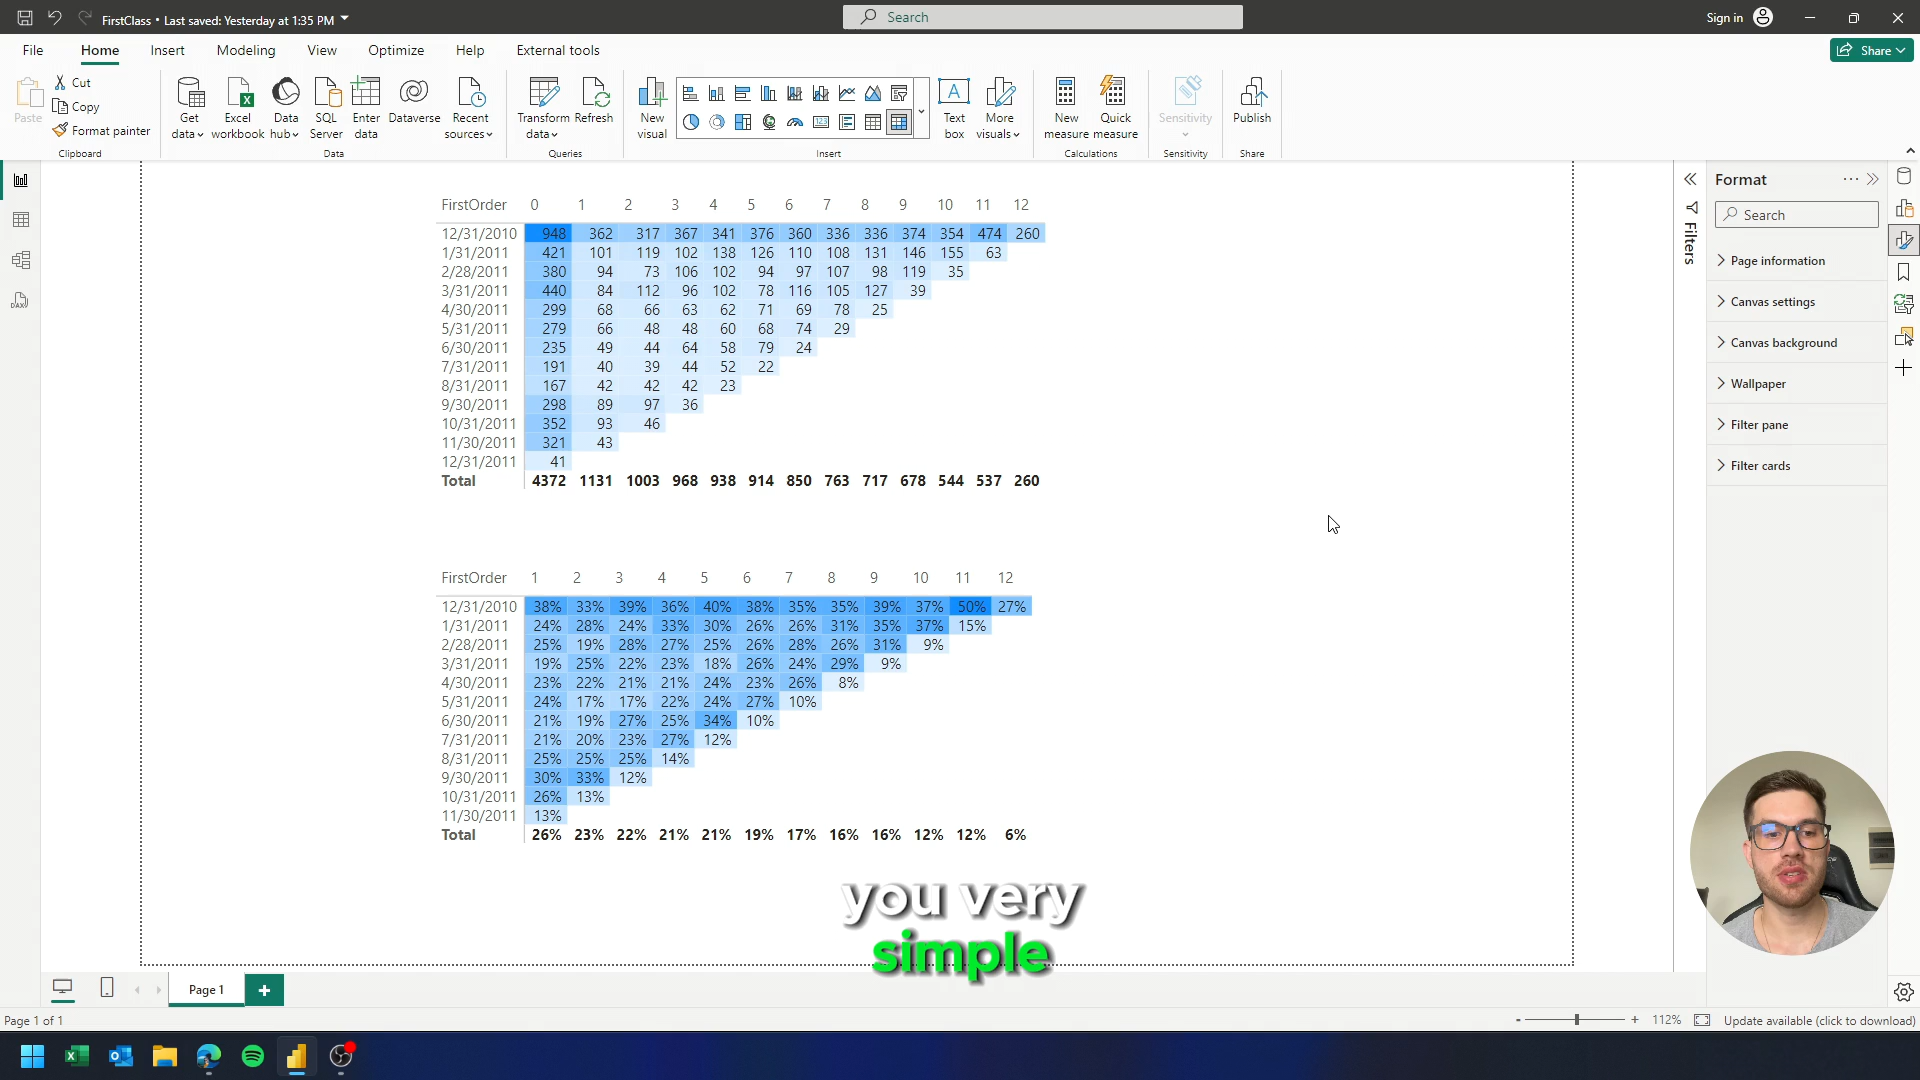 FirstClass • Last saved: Yesterday at 1:35 PM
Search
Sign in
File Home Insert Modeling View Optimize Help External tools
Share
Paste
Cut
Copy
Format painter
Clipboard
Get data
Excel workbook
Data hub
SQL Server
Enter data
Dataverse
Recent sources
Data
Transform data
Refresh
Queries
New visual
Text box
More visuals
Insert
New measure
Quick measure
Calculations
Sensitivity
Sensitivity
Publish
Share
FirstOrder 0 1 2 3 4 5 6 7 8 9 10 11 12
12/31/2010 948 362 317 367 341 376 360 336 336 374 354 474 260
1/31/2011 421 101 119 102 138 126 110 108 131 146 155 63
2/28/2011 380 94 73 106 102 94 97 107 98 119 35
3/31/2011 440 84 112 96 102 78 116 105 127 39
4/30/2011 299 68 66 63 62 71 69 78 25
5/31/2011 279 66 48 48 60 68 74 29
6/30/2011 235 49 44 64 58 79 24
7/31/2011 191 40 39 44 52 22
8/31/2011 167 42 42 42 23
9/30/2011 298 89 97 36
10/31/2011 352 93 46
11/30/2011 321 43
12/31/2011 41
Total 4372 1131 1003 968 938 914 850 763 717 678 544 537 260
FirstOrder 1 2 3 4 5 6 7 8 9 10 11 12
12/31/2010 38% 33% 39% 36% 40% 38% 35% 35% 39% 37% 50% 27%
1/31/2011 24% 28% 24% 33% 30% 26% 26% 31% 35% 37% 15%
2/28/2011 25% 19% 28% 27% 25% 26% 28% 26% 31% 9%
3/31/2011 19% 25% 22% 23% 18% 26% 24% 29% 9%
4/30/2011 23% 22% 21% 21% 24% 23% 26% 8%
5/31/2011 24% 17% 17% 22% 24% 27% 10%
6/30/2011 21% 19% 27% 25% 34% 10%
7/31/2011 21% 20% 23% 27% 12%
8/31/2011 25% 25% 25% 14%
9/30/2011 30% 33% 12%
10/31/2011 26% 13%
11/30/2011 13%
Total 26% 23% 22% 21% 21% 19% 17% 16% 16% 12% 12% 6%
you very
simple
Filters
Format
Search
Page information
Canvas settings
Canvas background
Wallpaper
Filter pane
Filter cards
Page 1
Page 1 of 1
112%
Update available (click to download)